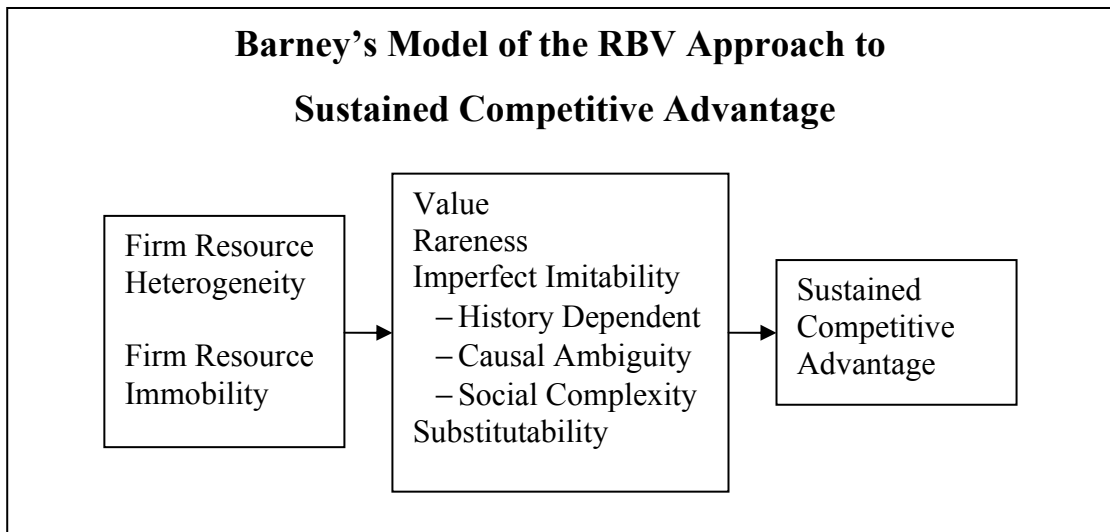 Barney’s Model of the RBV Approach to
Sustained Competitive Advantage
Firm Resource
Heterogeneity
Firm Resource
Immobility
Value
Rareness
Imperfect Imitability
– History Dependent
– Causal Ambiguity
– Social Complexity
Substitutability
Sustained
Competitive
Advantage